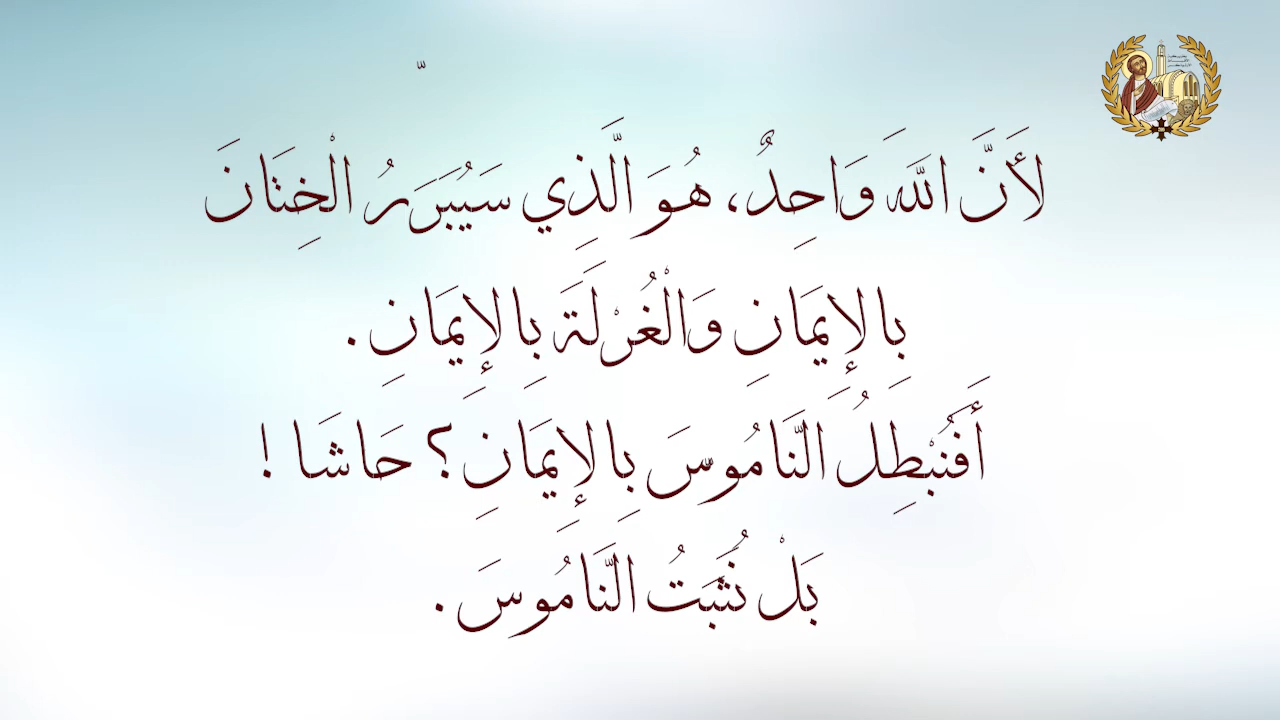 لأَنَّ اللَّهَ وَاحِدٌ، هُوَ الَّذِي سَيُبَرِّرُ الْخِتَانَ
بِالإِيمَانِ وَالْغُرْلَةَ بِالإِيمَانِ.
أَفَنُبْطِلُ النَّامُوسَ بِالإِيمَانِ؟ حَاشَا !
بَلْ نُثَبِّتُ النَّامُوسَ.